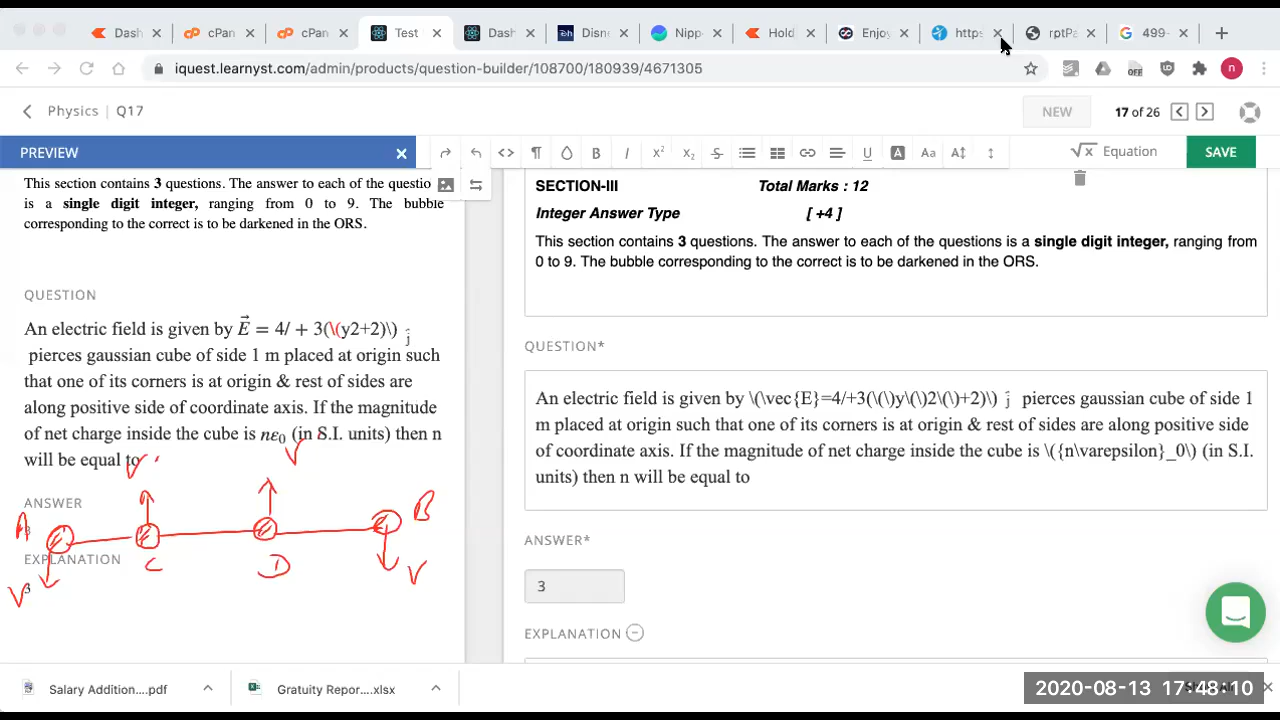 Dash
cPan
cPan
Test
Dash
Disne
Nipp
Hold
Enjoy
https
rptPa
499-
iquest.learnyst.com/admin/products/question-builder/108700/180939/4671305
OFF
n
Physics | Q17
NEW
17 of 26
PREVIEW
B I x² x₂ S U A Aa A
√x Equation
SAVE
This section contains 3 questions. The answer to each of the question
is a single digit integer, ranging from 0 to 9. The bubble
corresponding to the correct is to be darkened in the ORS.
QUESTION
An electric field is given by \vec{E} = 4/ + 3(\(y2+2)\) ĵ
pierces gaussian cube of side 1 m placed at origin such
that one of its corners is at origin & rest of sides are
along positive side of coordinate axis. If the magnitude
of net charge inside the cube is nε₀ (in S.I. units) then n
will be equal to
V V
ANSWER
A B
EXPLANATION
C D
V V
3
SECTION-III Total Marks : 12
Integer Answer Type [ +4 ]
This section contains 3 questions. The answer to each of the questions is a single digit integer, ranging from
0 to 9. The bubble corresponding to the correct is to be darkened in the ORS.
QUESTION*
An electric field is given by \(\vec{E}=4/+3(\(\)y\(\)2\(\)+2)\) ĵ pierces gaussian cube of side 1
m placed at origin such that one of its corners is at origin & rest of sides are along positive side
of coordinate axis. If the magnitude of net charge inside the cube is \({n\varepsilon}_0\) (in S.I.
units) then n will be equal to
ANSWER*
3
EXPLANATION
Salary Addition....pdf
Gratuity Repor....xlsx
2020-08-13 17:48:10